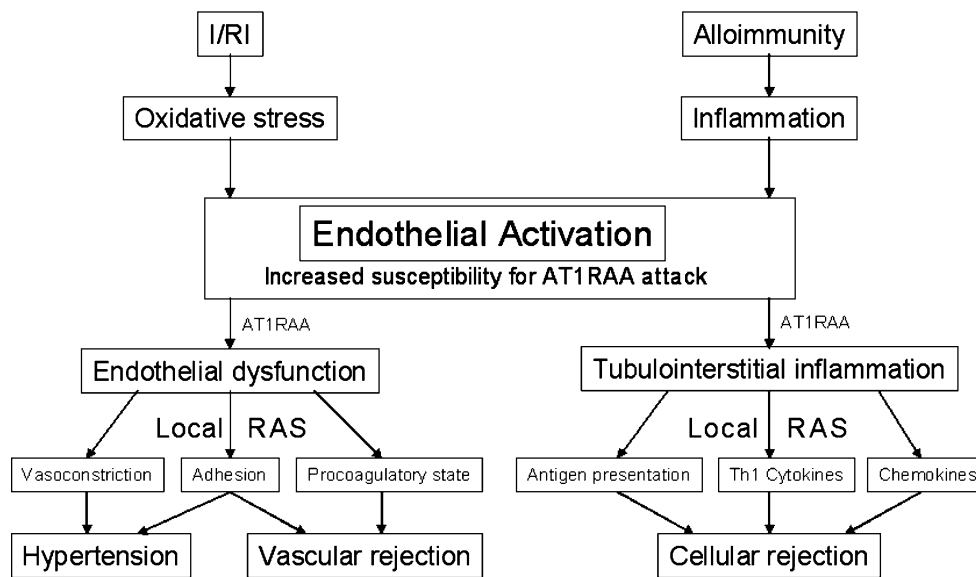 I/RI
Alloimmunity
Oxidative stress
Inflammation
Endothelial Activation
Increased susceptibility for AT1RAA attack
AT1RAA
AT1RAA
Endothelial dysfunction
Tubulointerstitial inflammation
Local RAS
Local RAS
Vasoconstriction
Adhesion
Procoagulatory state
Antigen presentation
Th1 Cytokines
Chemokines
Hypertension
Vascular rejection
Cellular rejection